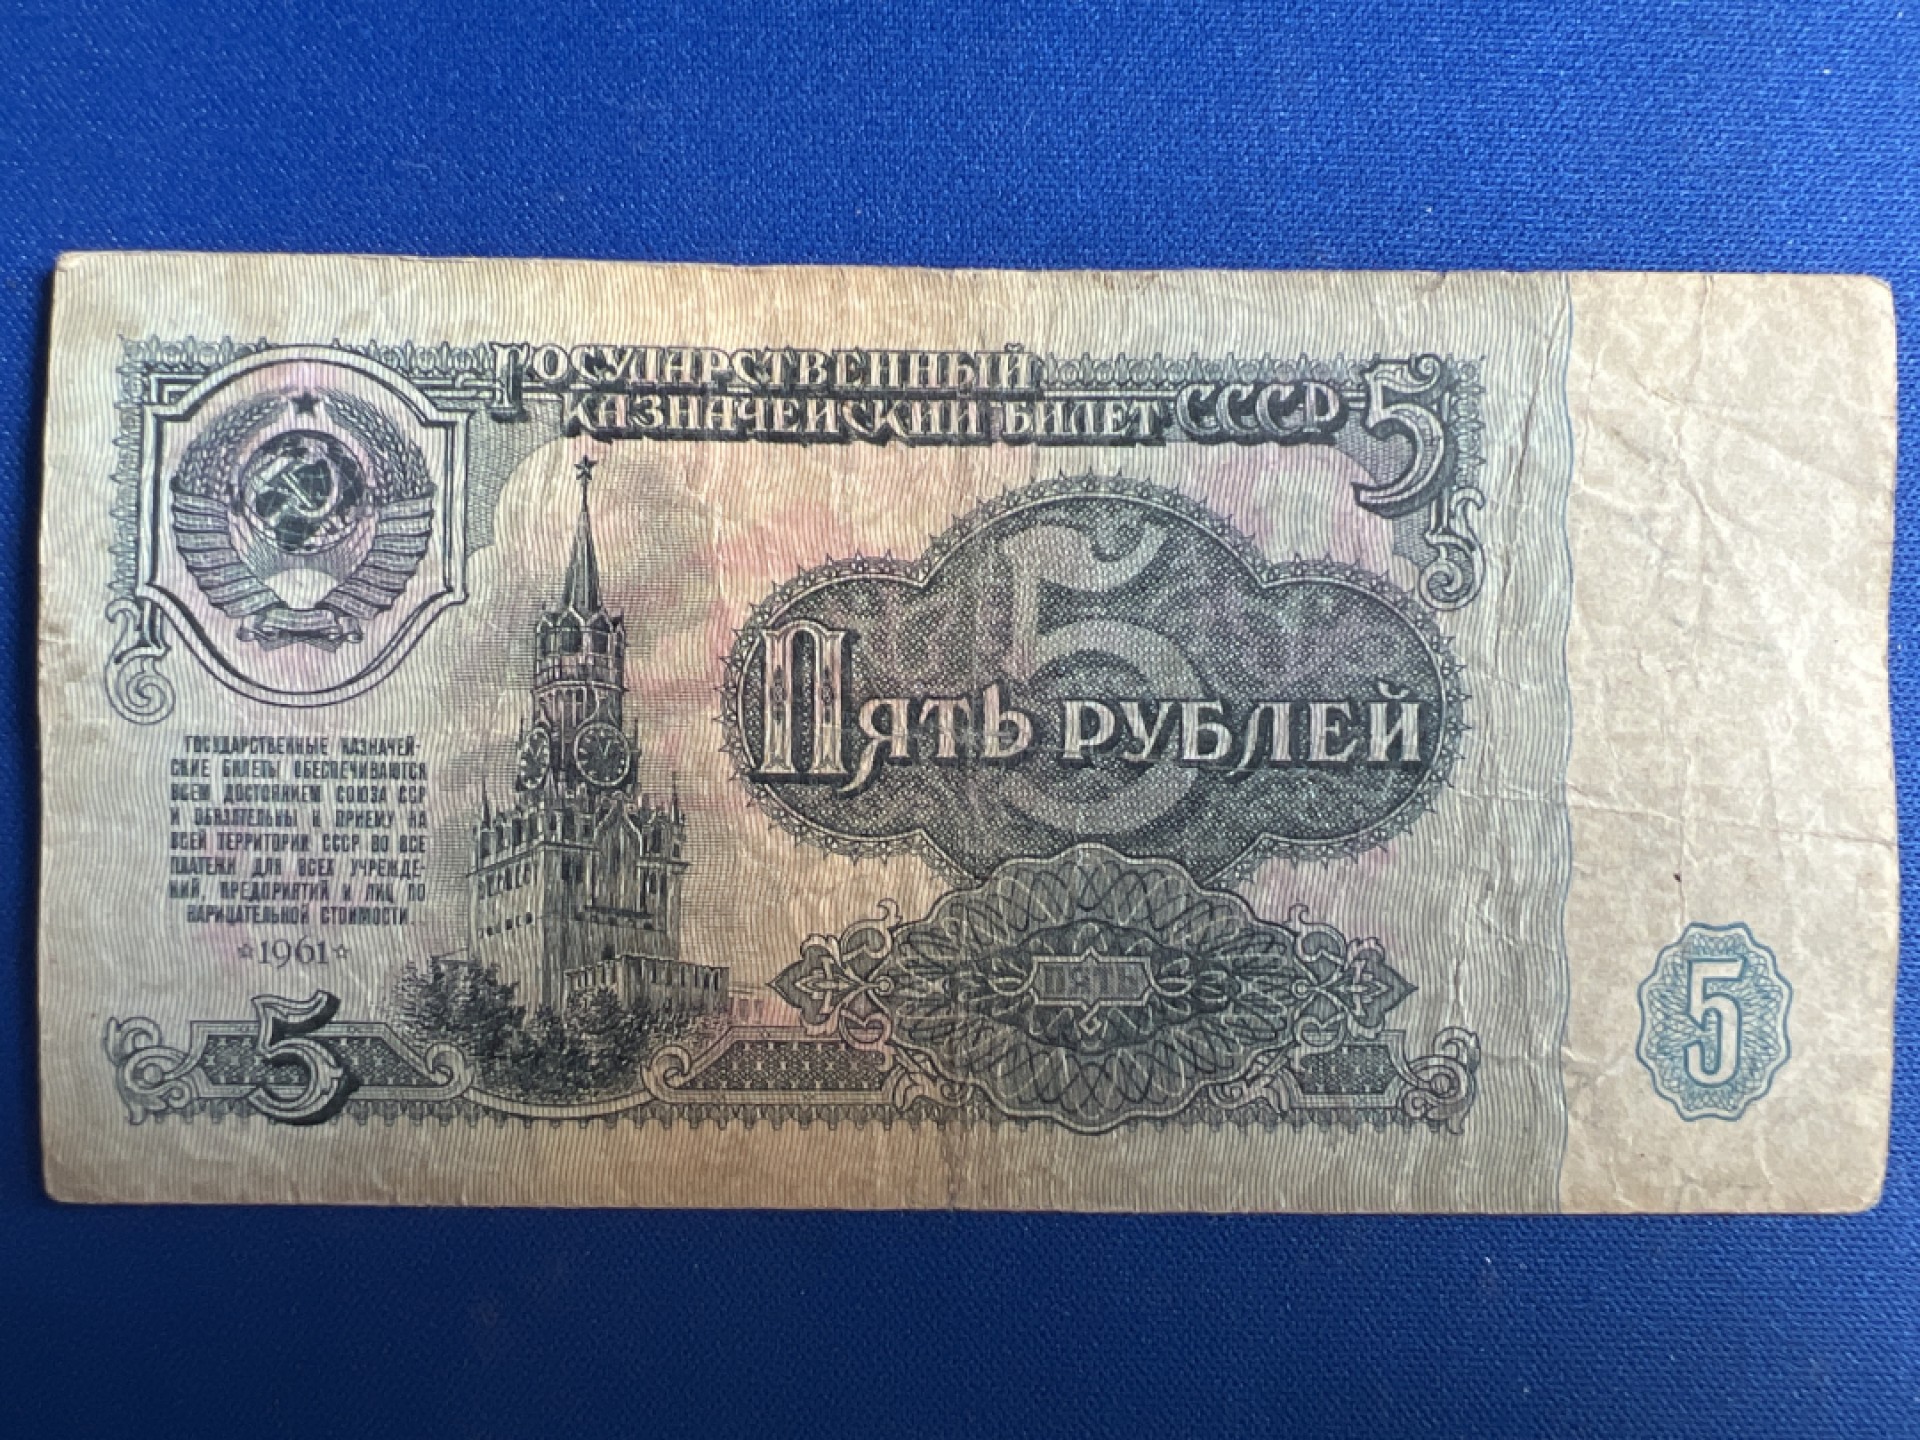 ГОСУДАРСТВЕННЫЙ
КАЗНАЧЕЙСКИЙ БИЛЕТ СССР 5
5
ПЯТЬ РУБЛЕЙ
ГОСУДАРСТВЕННЫЕ КАЗНАЧЕЙ-
СКИЕ БИЛЕТЫ ОБЕСПЕЧИВАЮТСЯ
ВСЕМ ДОСТОЯНИЕМ СОЮЗА ССР
И ОБЯЗАТЕЛЬНЫ К ПРИЕМУ НА
ВСЕЙ ТЕРРИТОРИИ СССР ВО ВСЕ
ПЛАТЕЖИ ДЛЯ ВСЕХ УЧРЕЖДЕ-
НИЙ, ПРЕДПРИЯТИЙ И ЛИЦ ПО
НАРИЦАТЕЛЬНОЙ СТОИМОСТИ.
☆1961☆
ПЯТЬ
5
5